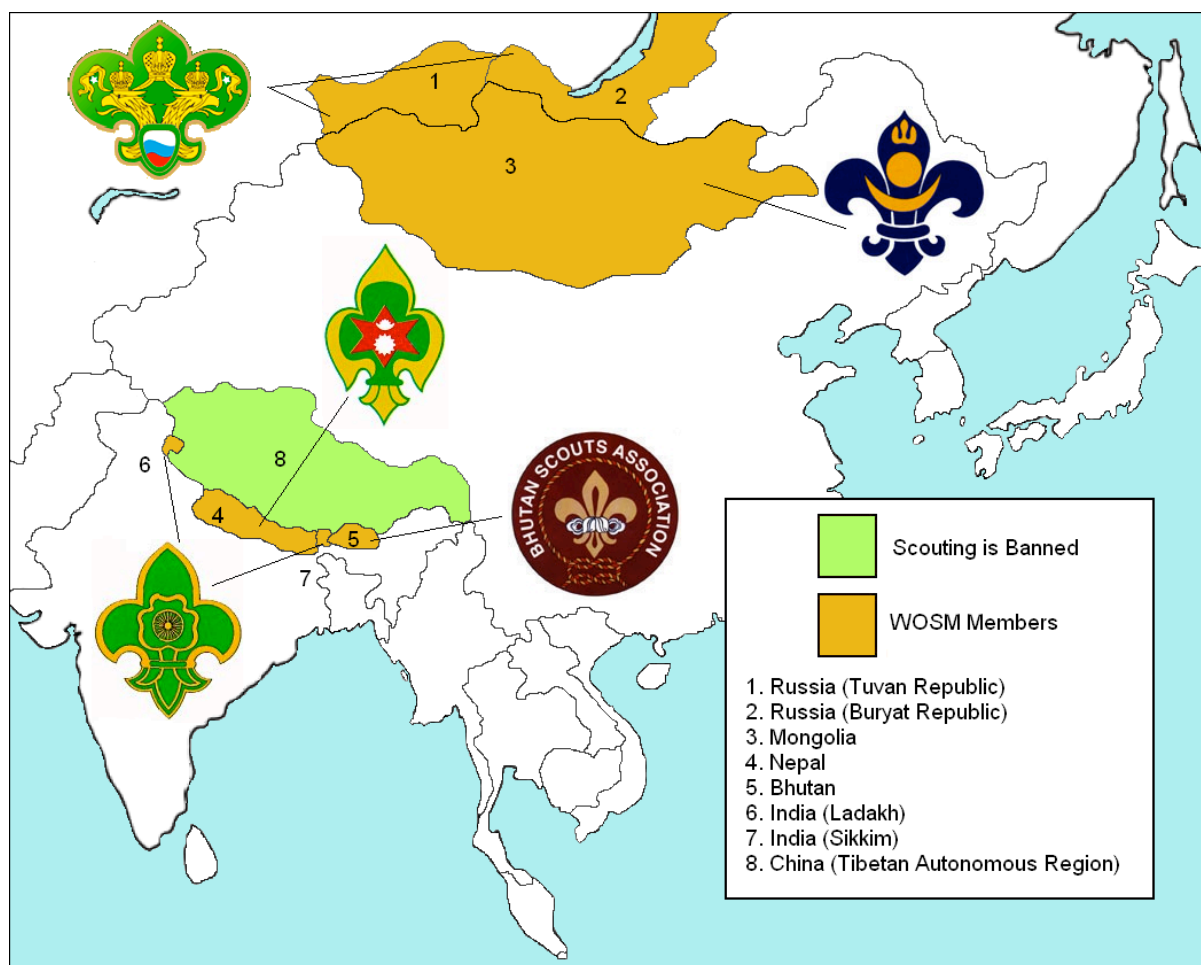 1
2
3
8
6
4
5
7
BHUTAN SCOUTS ASSOCIATION
Scouting is Banned
WOSM Members
1. Russia (Tuvan Republic)
2. Russia (Buryat Republic)
3. Mongolia
4. Nepal
5. Bhutan
6. India (Ladakh)
7. India (Sikkim)
8. China (Tibetan Autonomous Region)